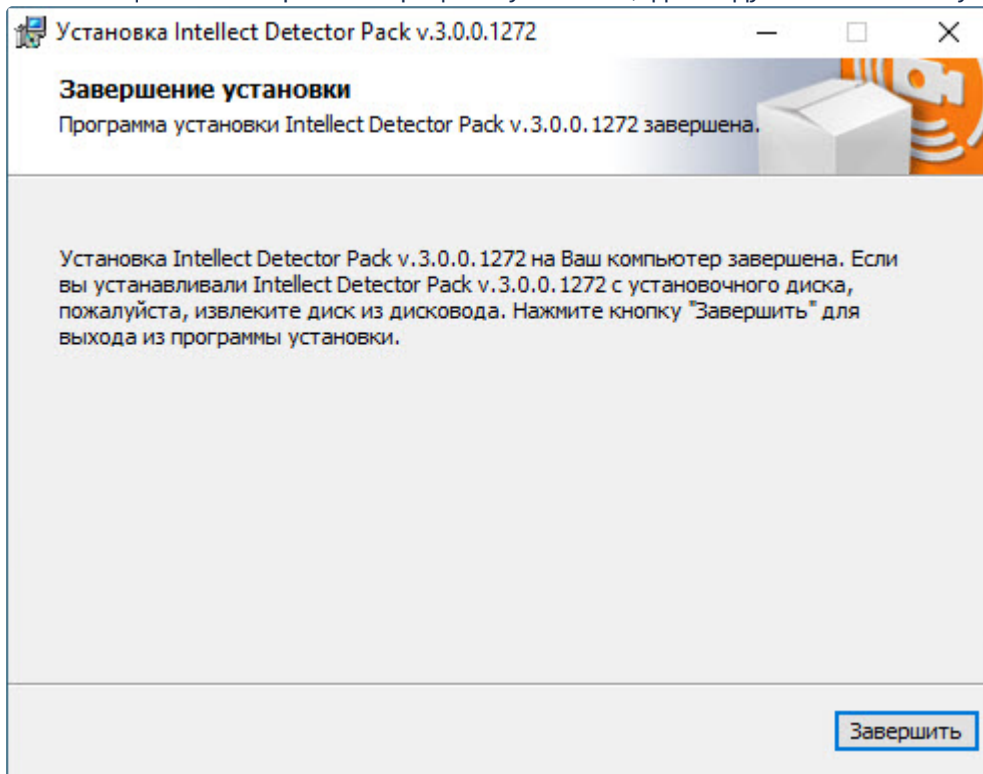 Установка Intellect Detector Pack v.3.0.0.1272
Завершение установки
Программа установки Intellect Detector Pack v.3.0.0.1272 завершена.
Установка Intellect Detector Pack v.3.0.0.1272 на Ваш компьютер завершена. Если
вы устанавливали Intellect Detector Pack v.3.0.0.1272 с установочного диска,
пожалуйста, извлеките диск из дисковода. Нажмите кнопку "Завершить" для
выхода из программы установки.
Завершить